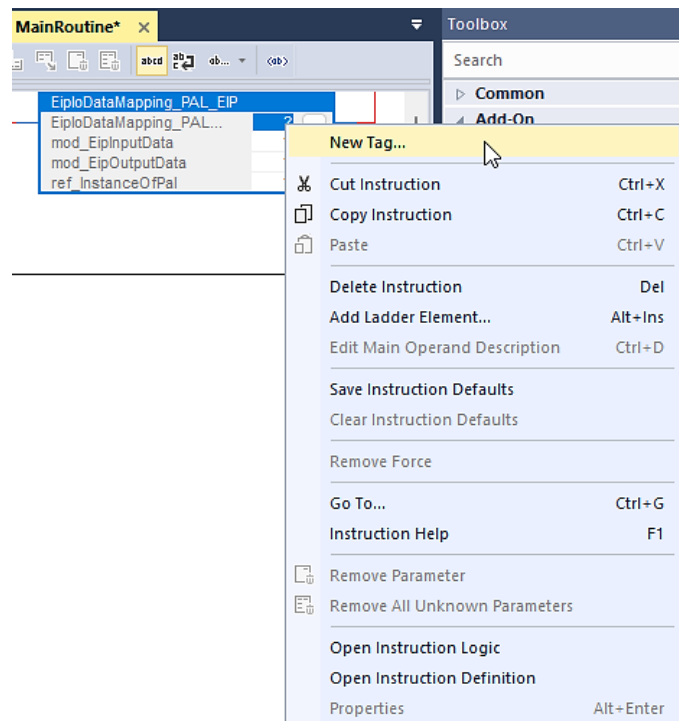 MainRoutine* ×
Toolbox
abcd ab... (ab)
Search
Common
Add-On
EipIoDataMapping_PAL_EIP
EipIoDataMapping_PAL... ?
mod_EipInputData
mod_EipOutputData
ref_InstanceOfPal
New Tag...
Cut Instruction Ctrl+X
Copy Instruction Ctrl+C
Paste Ctrl+V
Delete Instruction Del
Add Ladder Element... Alt+Ins
Edit Main Operand Description Ctrl+D
Save Instruction Defaults
Clear Instruction Defaults
Remove Force
Go To... Ctrl+G
Instruction Help F1
Remove Parameter
Remove All Unknown Parameters
Open Instruction Logic
Open Instruction Definition
Properties Alt+Enter